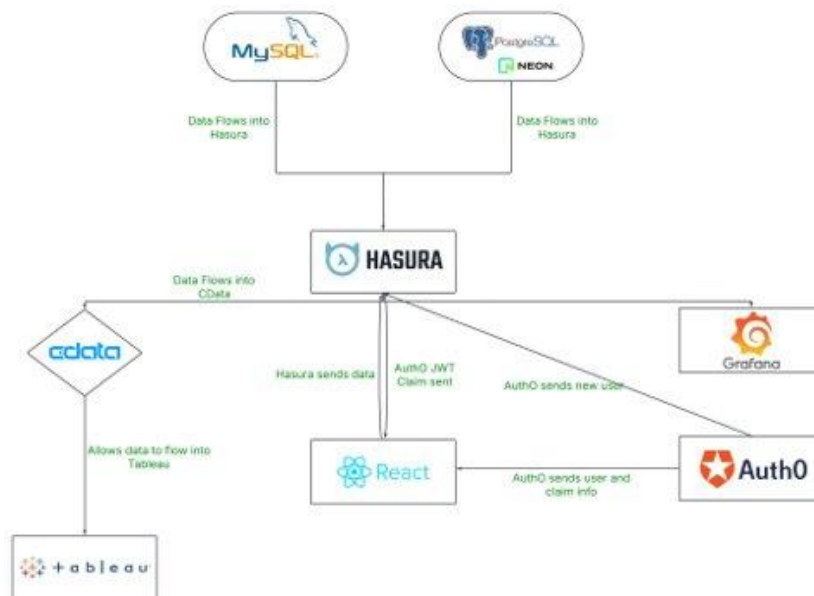 MySQL
PostgreSQL
NEON
Data Flows into
Hasura
Data Flows into
Hasura
HASURA
Data Flows into
CData
cdata
Grafana
Hasura sends data
Auth0 JWT
Claim sent
Auth0 sends new user
Allows data to flow into
Tableau
React
Auth0 sends user and
claim info
Auth0
+ableau